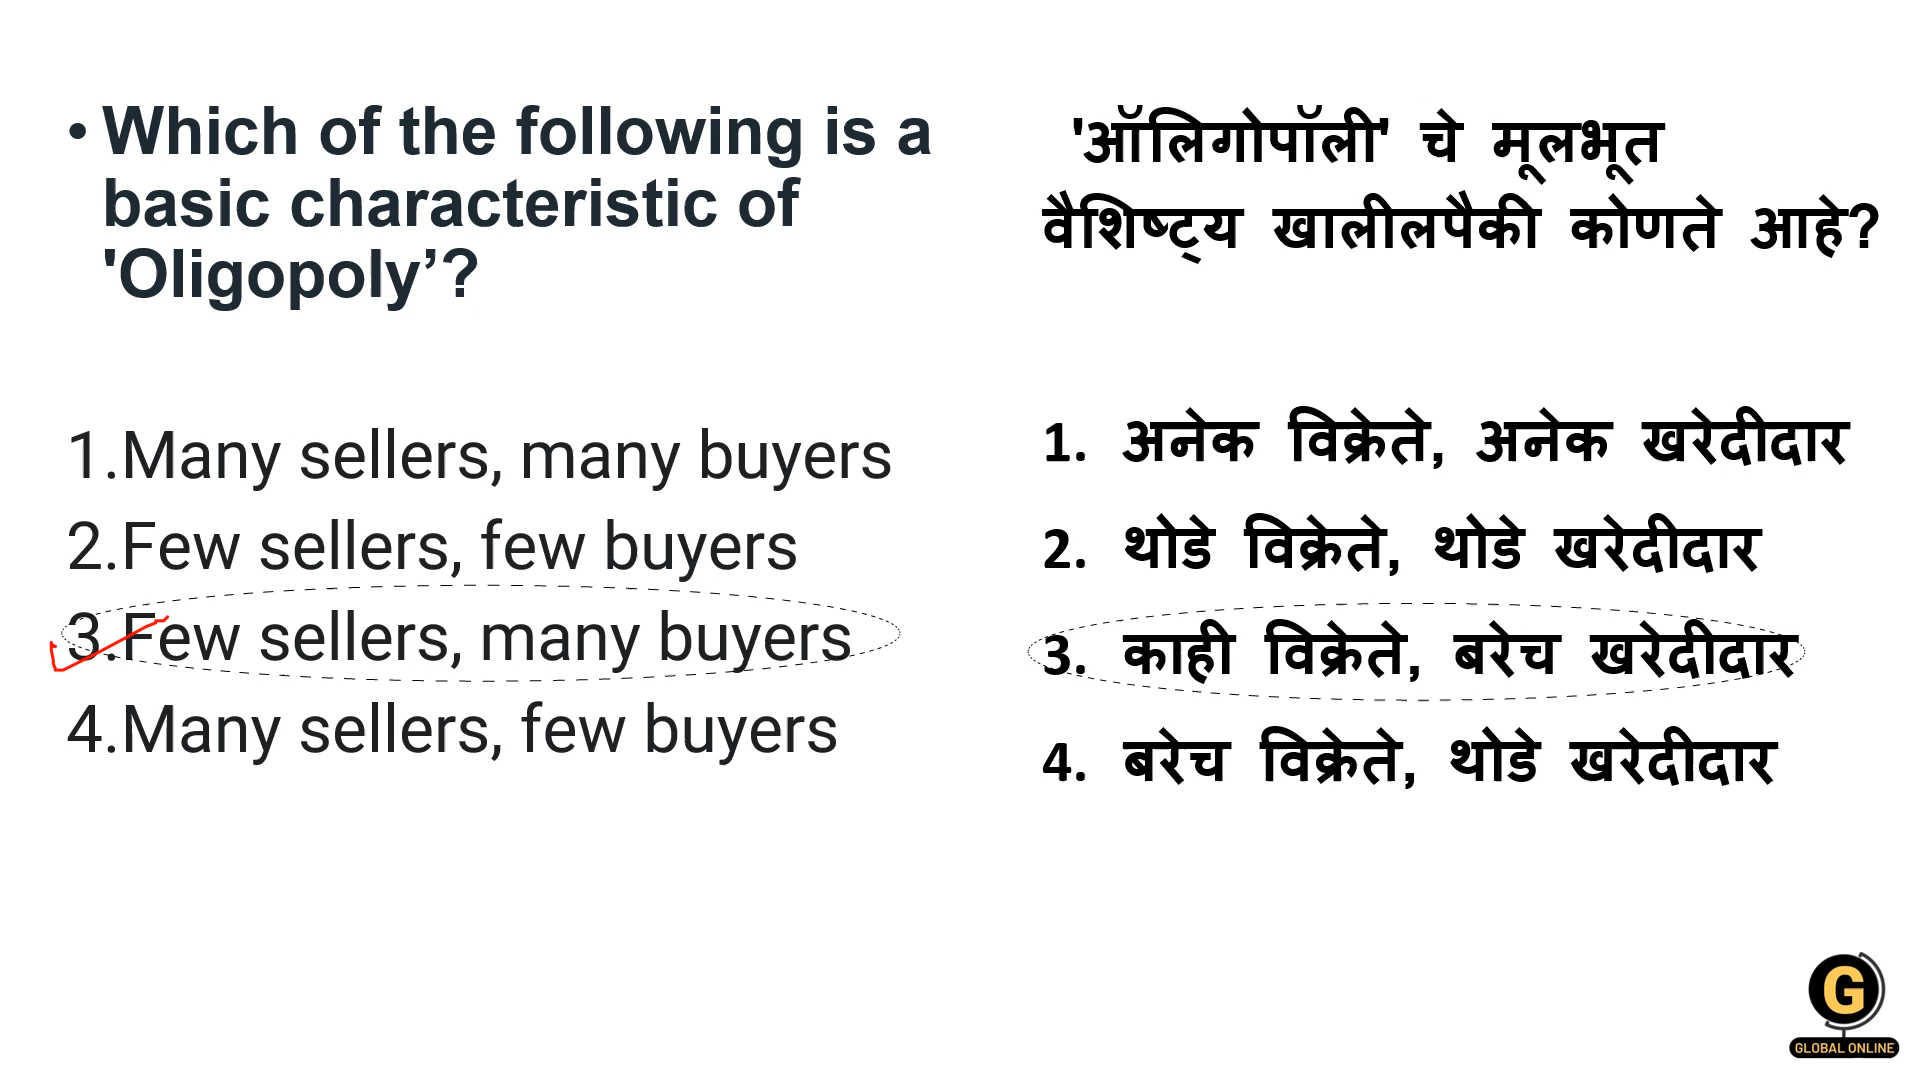 • Which of the following is a
basic characteristic of
'Oligopoly’?
1.Many sellers, many buyers
2.Few sellers, few buyers
3.Few sellers, many buyers
4.Many sellers, few buyers
'ऑलिगोपॉली' चे मूलभूत
वैशिष्ट्य खालीलपैकी कोणते आहे?
1. अनेक विक्रेते, अनेक खरेदीदार
2. थोडे विक्रेते, थोडे खरेदीदार
3. काही विक्रेते, बरेच खरेदीदार
4. बरेच विक्रेते, थोडे खरेदीदार
G
GLOBAL ONLINE